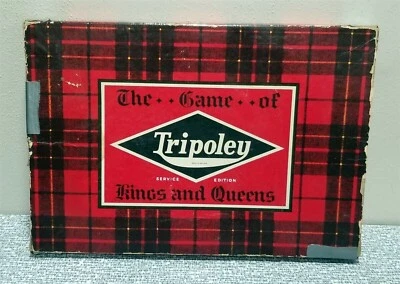 The · · Game · · of
Tripoley
SERVICE EDITION
Kings and Queens